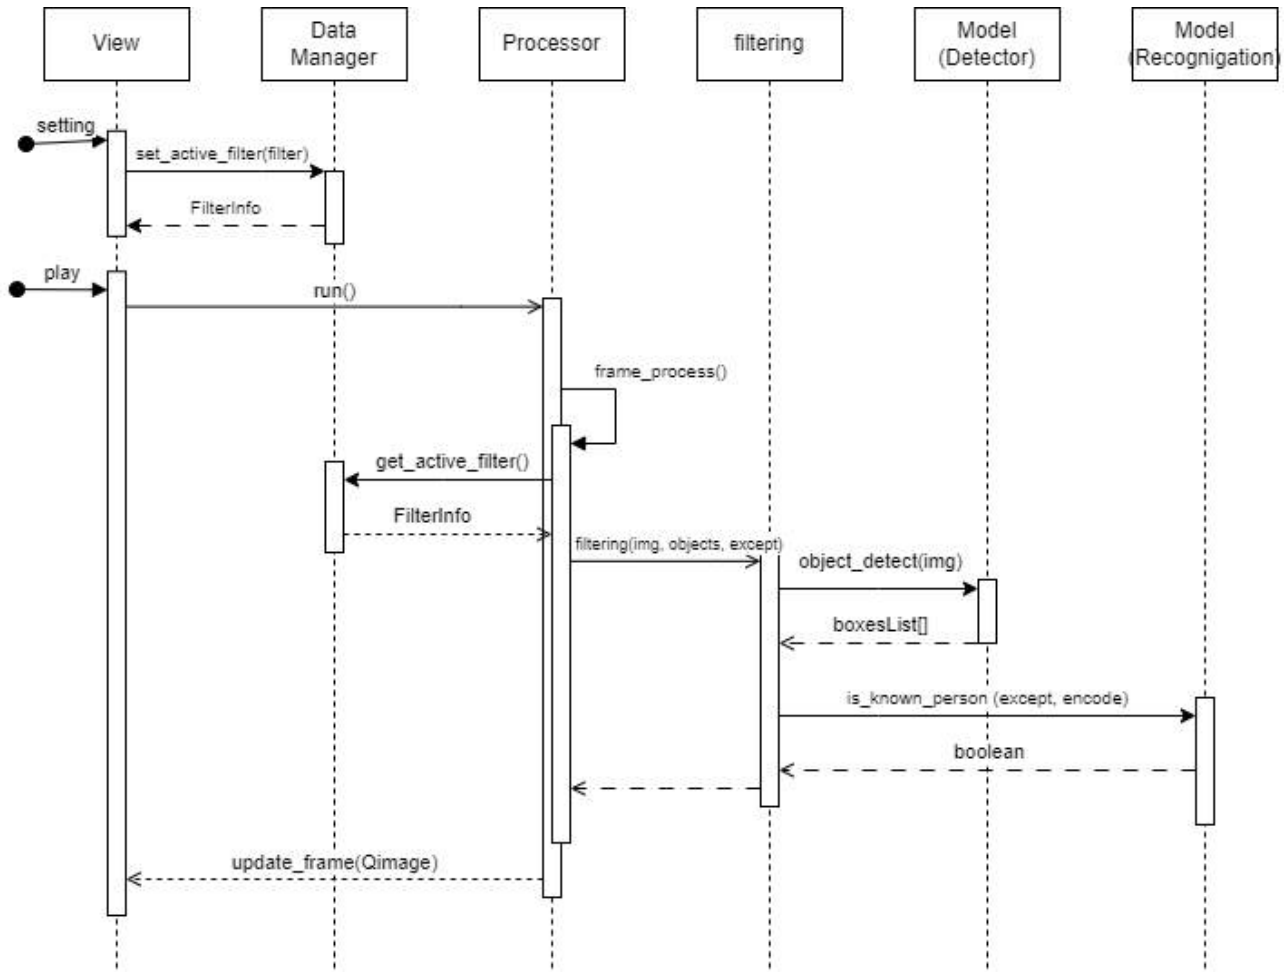 View
Data
Manager
Processor
filtering
Model
(Detector)
Model
(Recognigation)
setting
set_active_filter(filter)
FilterInfo
play
run()
frame_process()
get_active_filter()
FilterInfo
filtering(img, objects, except)
object_detect(img)
boxesList[]
is_known_person (except, encode)
boolean
update_frame(Qimage)